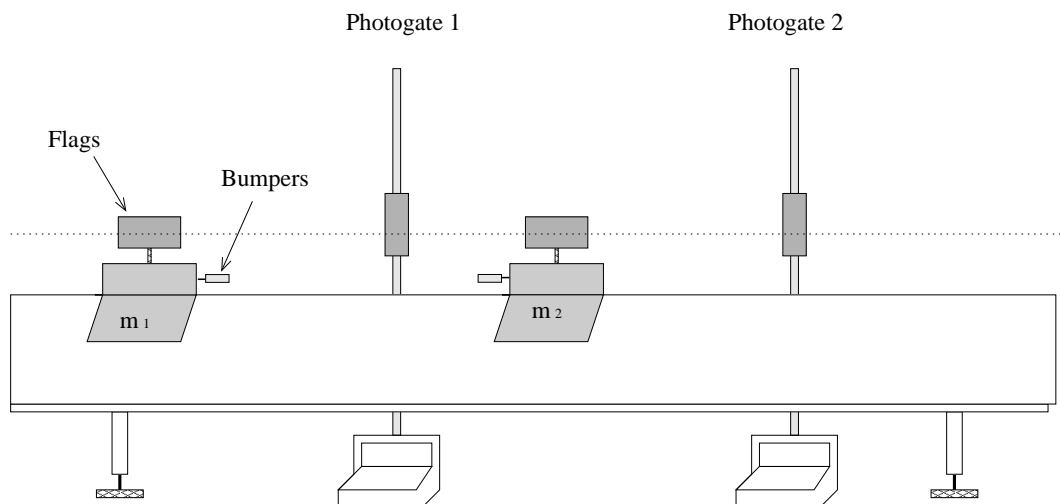 Photogate 1
Photogate 2
Flags
Bumpers
m 1
m 2